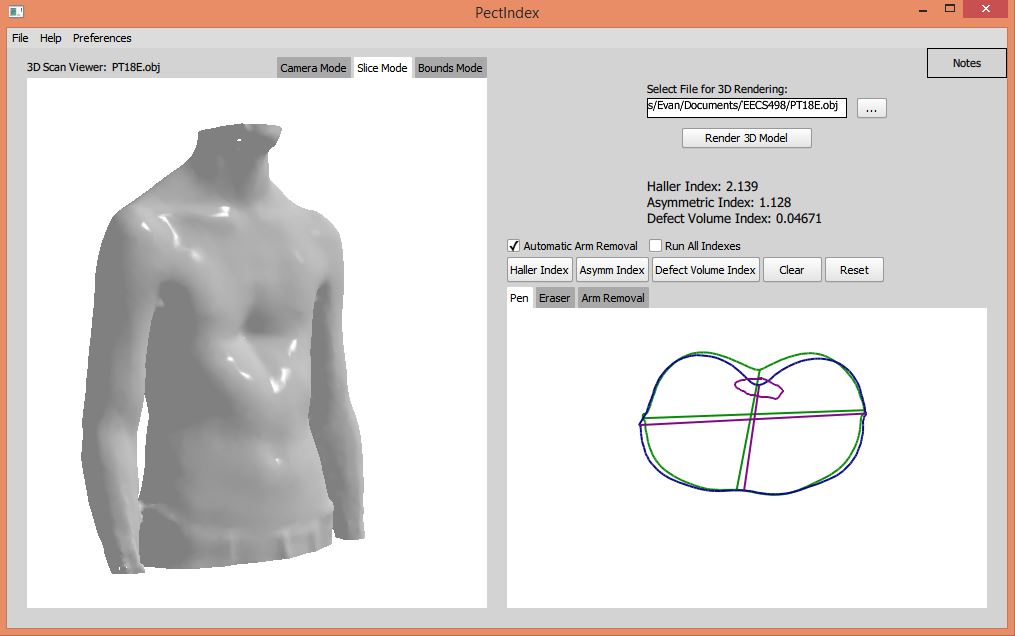 PectIndex
File Help Preferences
3D Scan Viewer: PT18E.obj
Camera Mode Slice Mode Bounds Mode
Notes
Select File for 3D Rendering:
s/Evan/Documents/EECS498/PT18E.obj ...
Render 3D Model
Haller Index: 2.139
Asymmetric Index: 1.128
Defect Volume Index: 0.04671
Automatic Arm Removal Run All Indexes
Haller Index Asymm Index Defect Volume Index Clear Reset
Pen Eraser Arm Removal